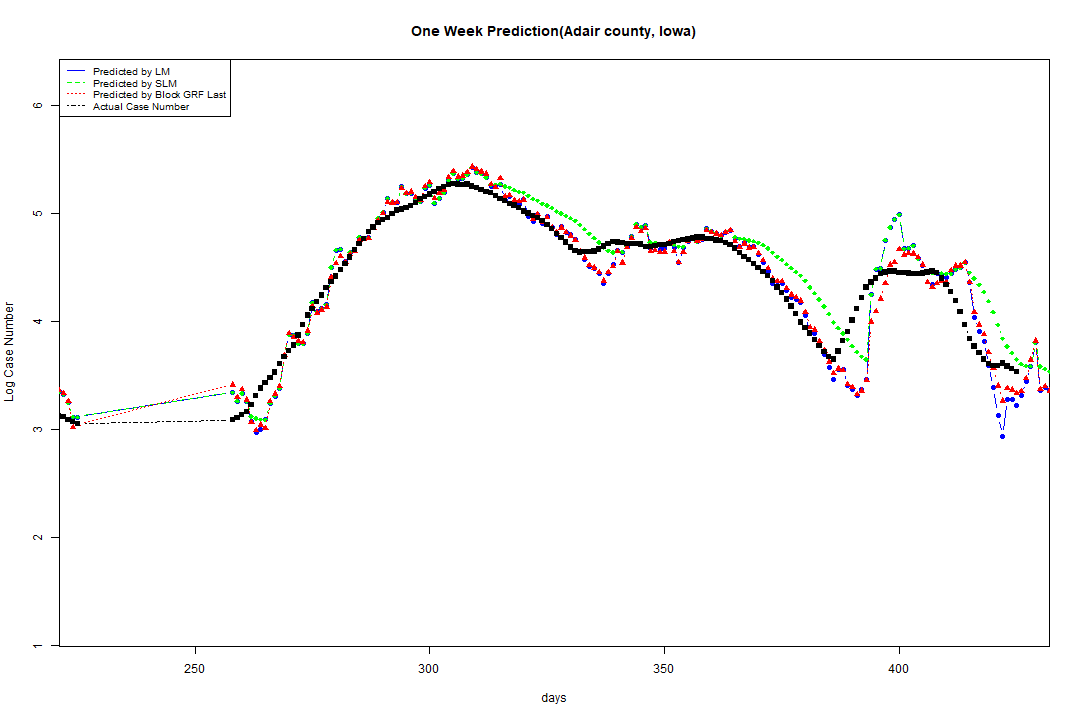 One Week Prediction(Adair county, Iowa)
Predicted by LM
Predicted by SLM
Predicted by Block GRF Last
Actual Case Number
6
5
4
3
2
1
Log Case Number
250
300
350
400
days